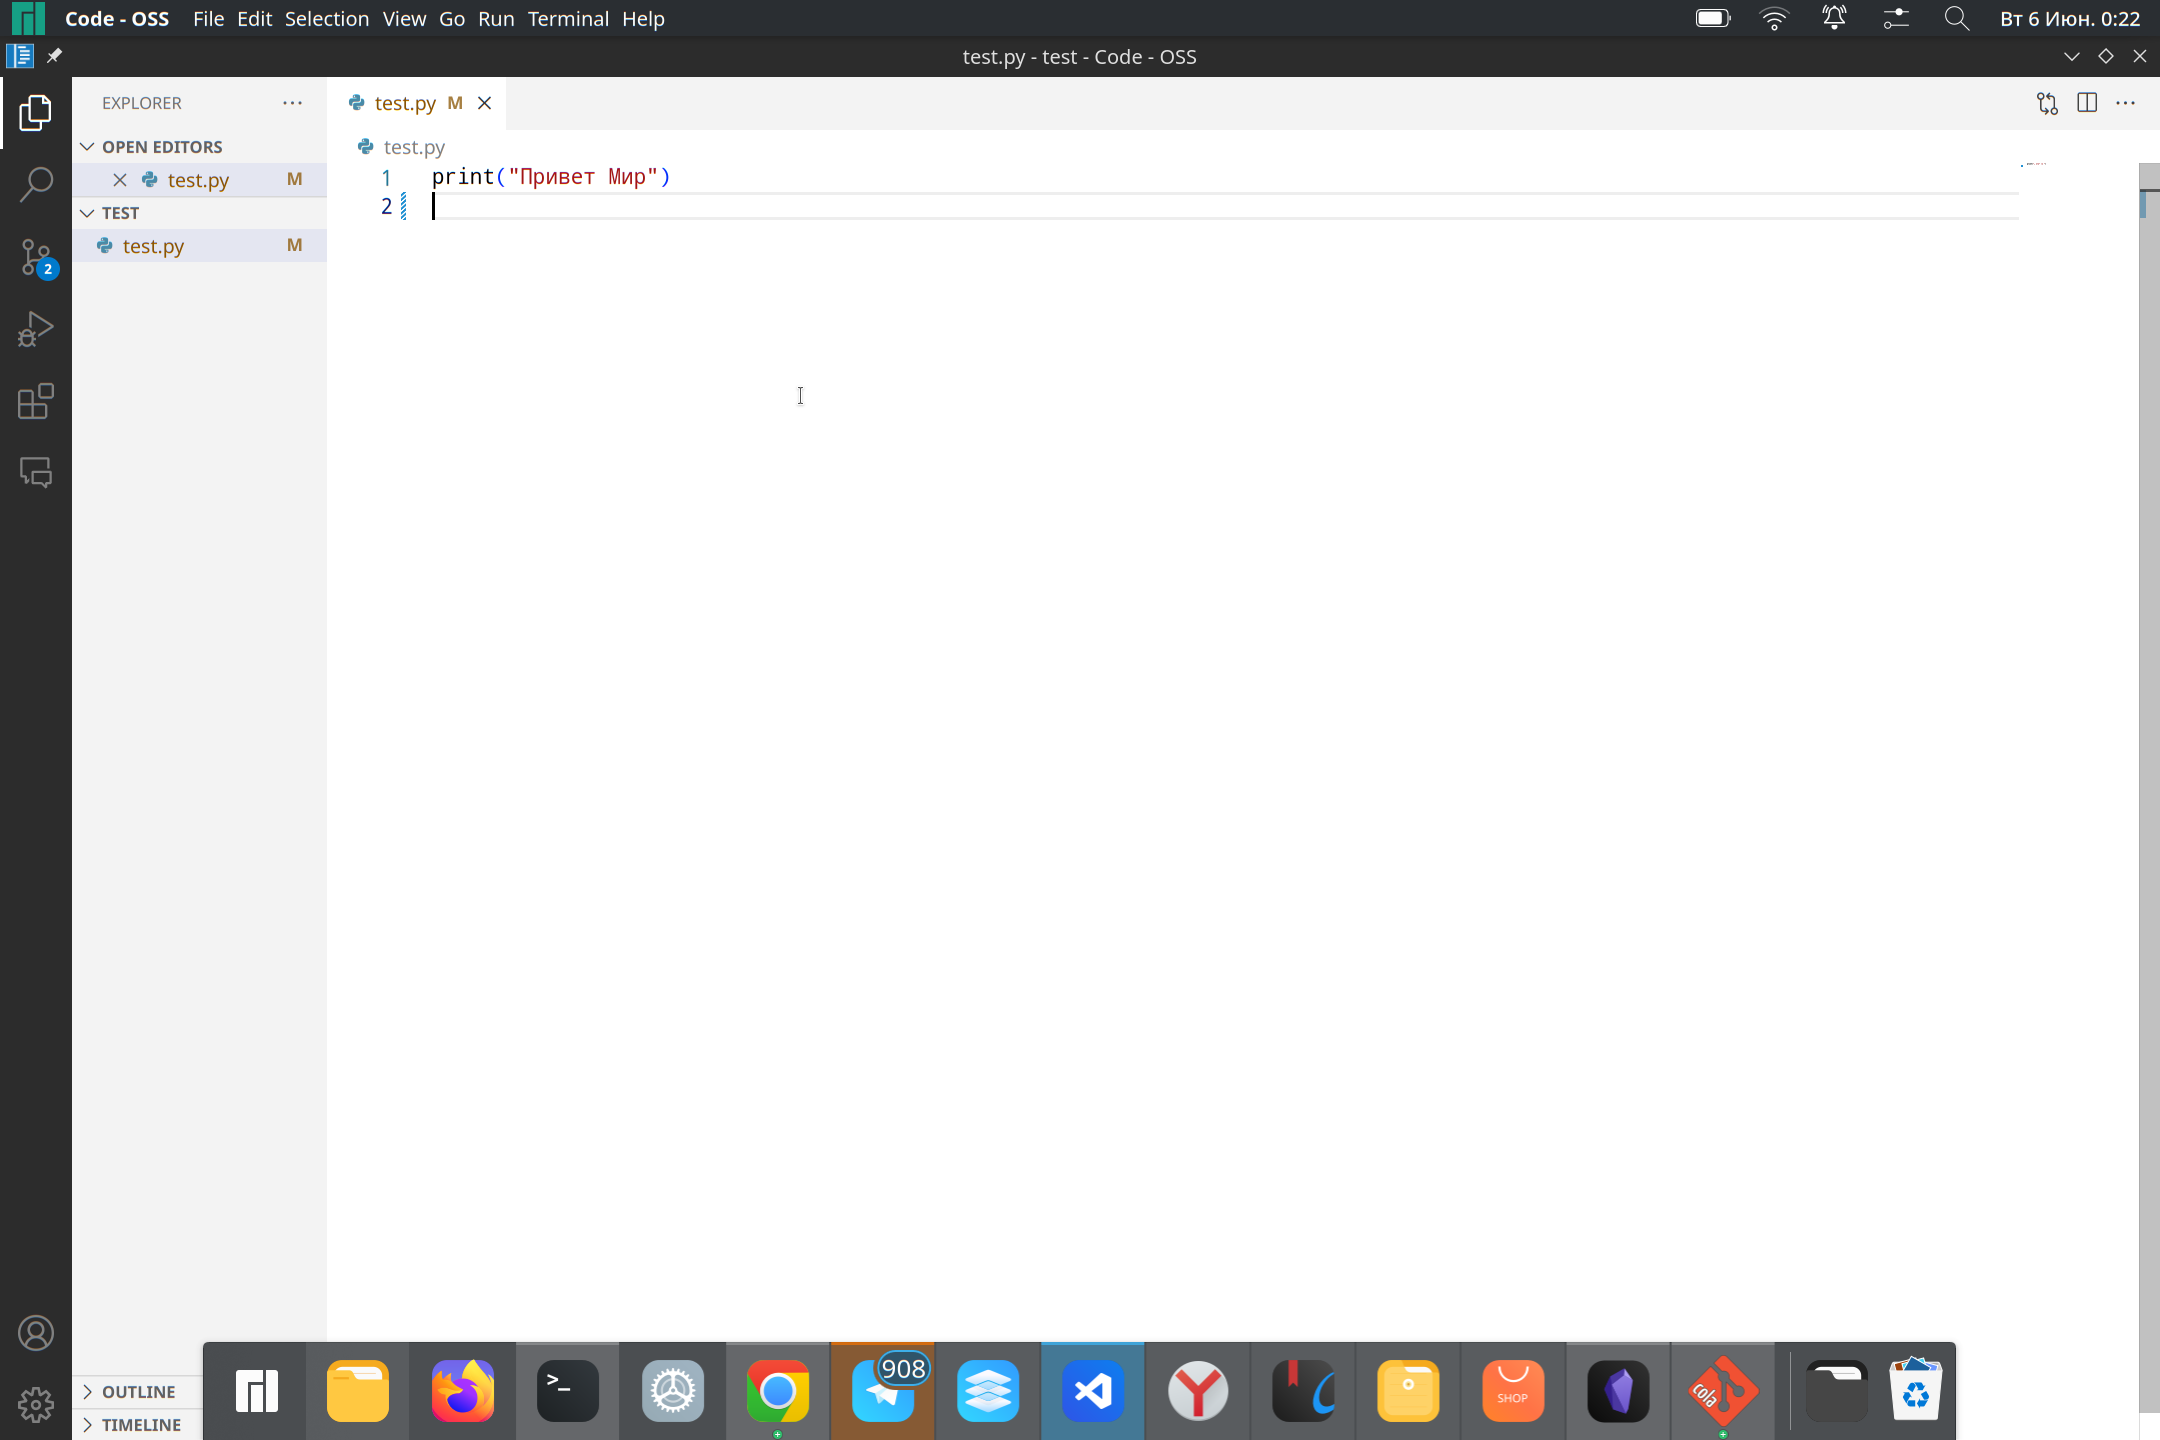 Code - OSS File Edit Selection View Go Run Terminal Help Вт 6 Июн. 0:22
test.py - test - Code - OSS
EXPLORER
test.py M
OPEN EDITORS
test.py
test.py M
1 print("Привет Мир")
2
TEST
test.py M
2
OUTLINE
TIMELINE
>_
908
SHOP
cola